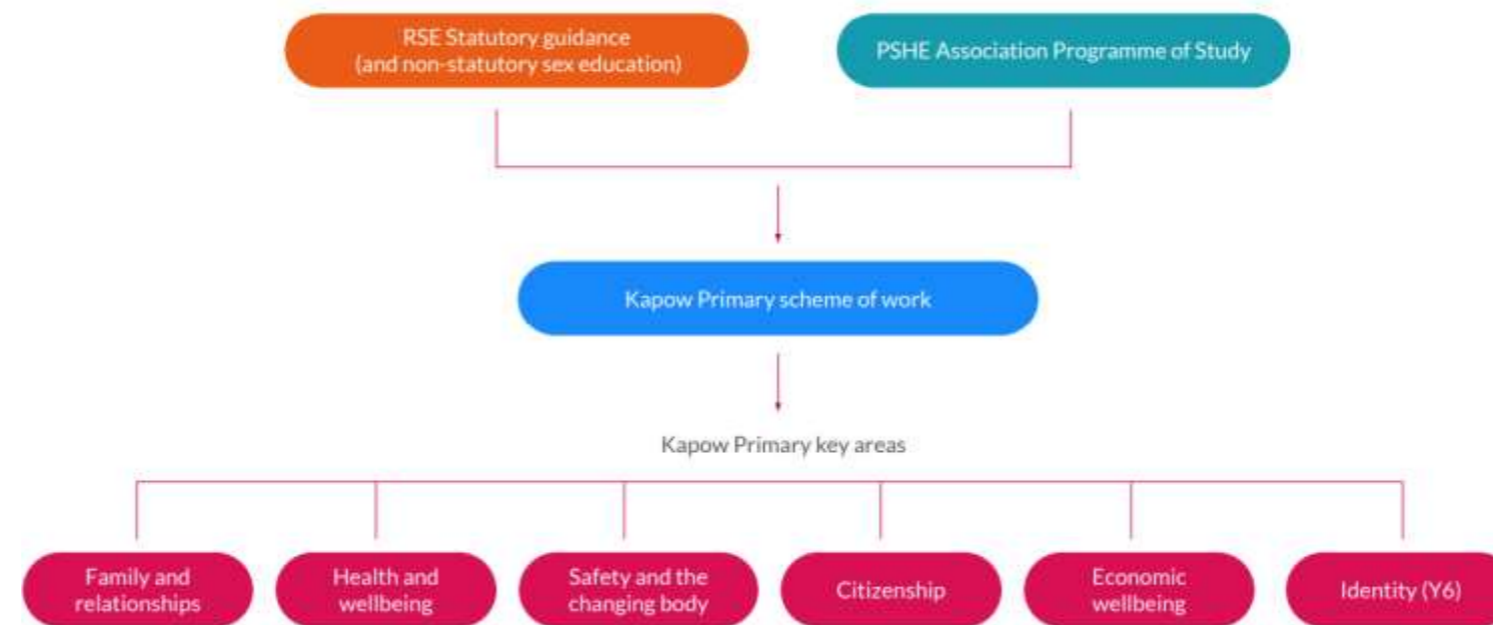 RSE Statutory guidance
(and non-statutory sex education)
PSHE Association Programme of Study
Kapow Primary scheme of work
Kapow Primary key areas
Family and
relationships
Health and
wellbeing
Safety and the
changing body
Citizenship
Economic
wellbeing
Identity (Y6)